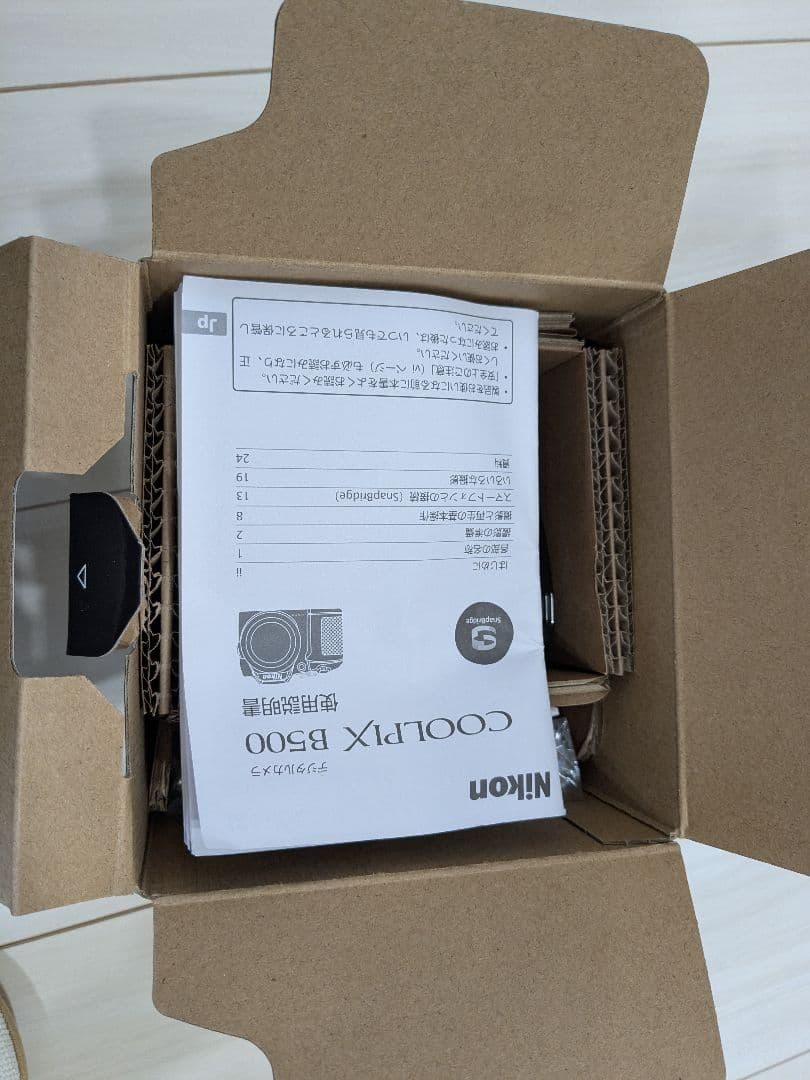 Nikon
デジタルカメラ
COOLPIX B500
使用説明書
Nikon
SnapBridge
はじめに ii
各部の名称 1
撮影の準備 2
撮影と再生の基本操作 8
スマートフォンとの接続（SnapBridge） 13
いろいろな撮影 19
資料 24
• 製品をお使いになる前に本書をよくお読みください。
• 「安全上のご注意」（vi ページ）も必ずお読みになり、正
しくお使いください。
• お読みになった後は、いつでも見られるところに保管し
てください。
Jp